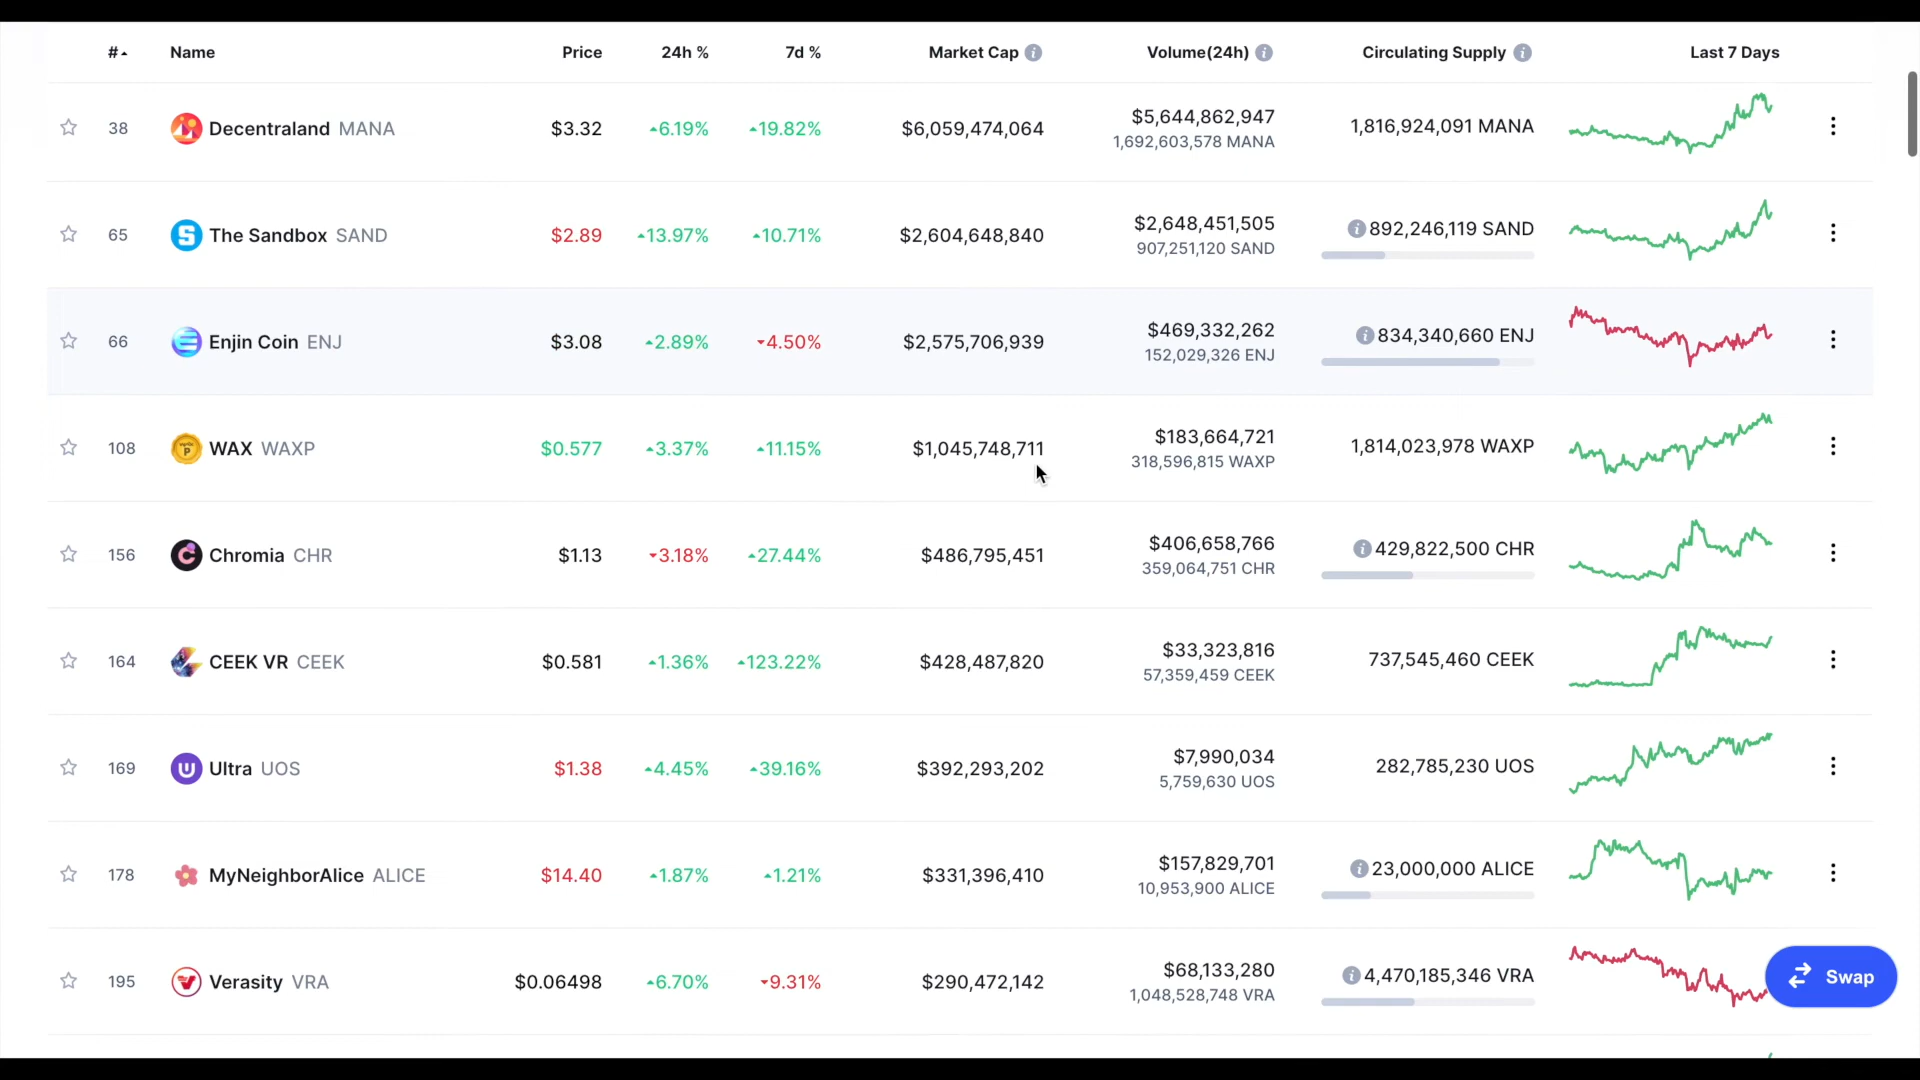 # Name Price 24h % 7d % Market Cap Volume(24h) Circulating Supply Last 7 Days
38 Decentraland MANA $3.32 6.19% 19.82% $6,059,474,064 $5,644,862,947 1,816,924,091 MANA
1,692,603,578 MANA
65 The Sandbox SAND $2.89 13.97% 10.71% $2,604,648,840 $2,648,451,505 892,246,119 SAND
907,251,120 SAND
66 Enjin Coin ENJ $3.08 2.89% 4.50% $2,575,706,939 $469,332,262 834,340,660 ENJ
152,029,326 ENJ
108 WAX WAXP $0.577 3.37% 11.15% $1,045,748,711 $183,664,721 1,814,023,978 WAXP
318,596,815 WAXP
156 Chromia CHR $1.13 3.18% 27.44% $486,795,451 $406,658,766 429,822,500 CHR
359,064,751 CHR
164 CEEK VR CEEK $0.581 1.36% 123.22% $428,487,820 $33,323,816 737,545,460 CEEK
57,359,459 CEEK
169 Ultra UOS $1.38 4.45% 39.16% $392,293,202 $7,990,034 282,785,230 UOS
5,759,630 UOS
178 MyNeighborAlice ALICE $14.40 1.87% 1.21% $331,396,410 $157,829,701 23,000,000 ALICE
10,953,900 ALICE
195 Verasity VRA $0.06498 6.70% 9.31% $290,472,142 $68,133,280 4,470,185,346 VRA
1,048,528,748 VRA
Swap